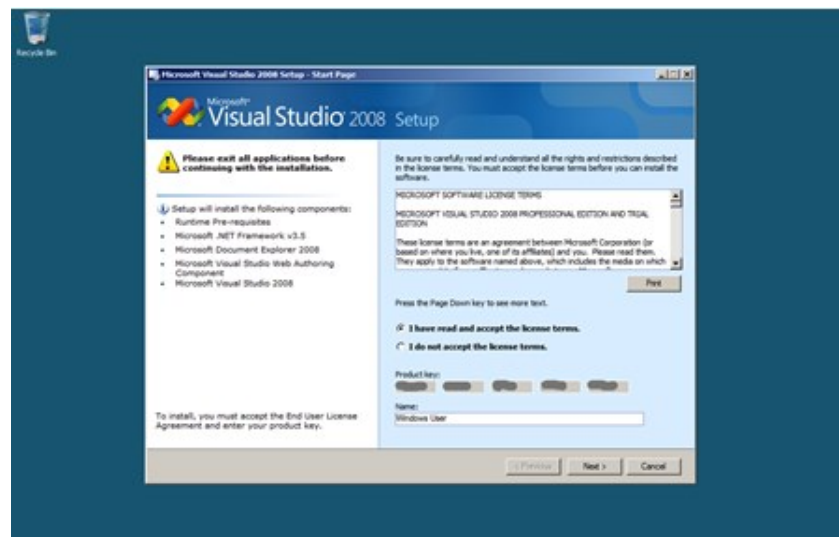 Recycle Bin
Microsoft Visual Studio 2008 Setup - Start Page
Microsoft
Visual Studio 2008 Setup
Please exit all applications before
continuing with the installation.
Setup will install the following components:
Runtime Pre-requisites
Microsoft .NET Framework v3.5
Microsoft Document Explorer 2008
Microsoft Visual Studio Web Authoring
Component
Microsoft Visual Studio 2008
To install, you must accept the End User License
Agreement and enter your product key.
Be sure to carefully read and understand all the rights and restrictions described
in the license terms. You must accept the license terms before you can install the
software.
MICROSOFT SOFTWARE LICENSE TERMS
MICROSOFT VISUAL STUDIO 2008 PROFESSIONAL EDITION AND TRIAL
EDITION
These license terms are an agreement between Microsoft Corporation (or
based on where you live, one of its affiliates) and you. Please read them.
They apply to the software named above, which includes the media on which
Print
Press the Page Down key to see more text.
I have read and accept the license terms.
I do not accept the license terms.
Product key:
Name:
Windows User
< Previous
Next >
Cancel